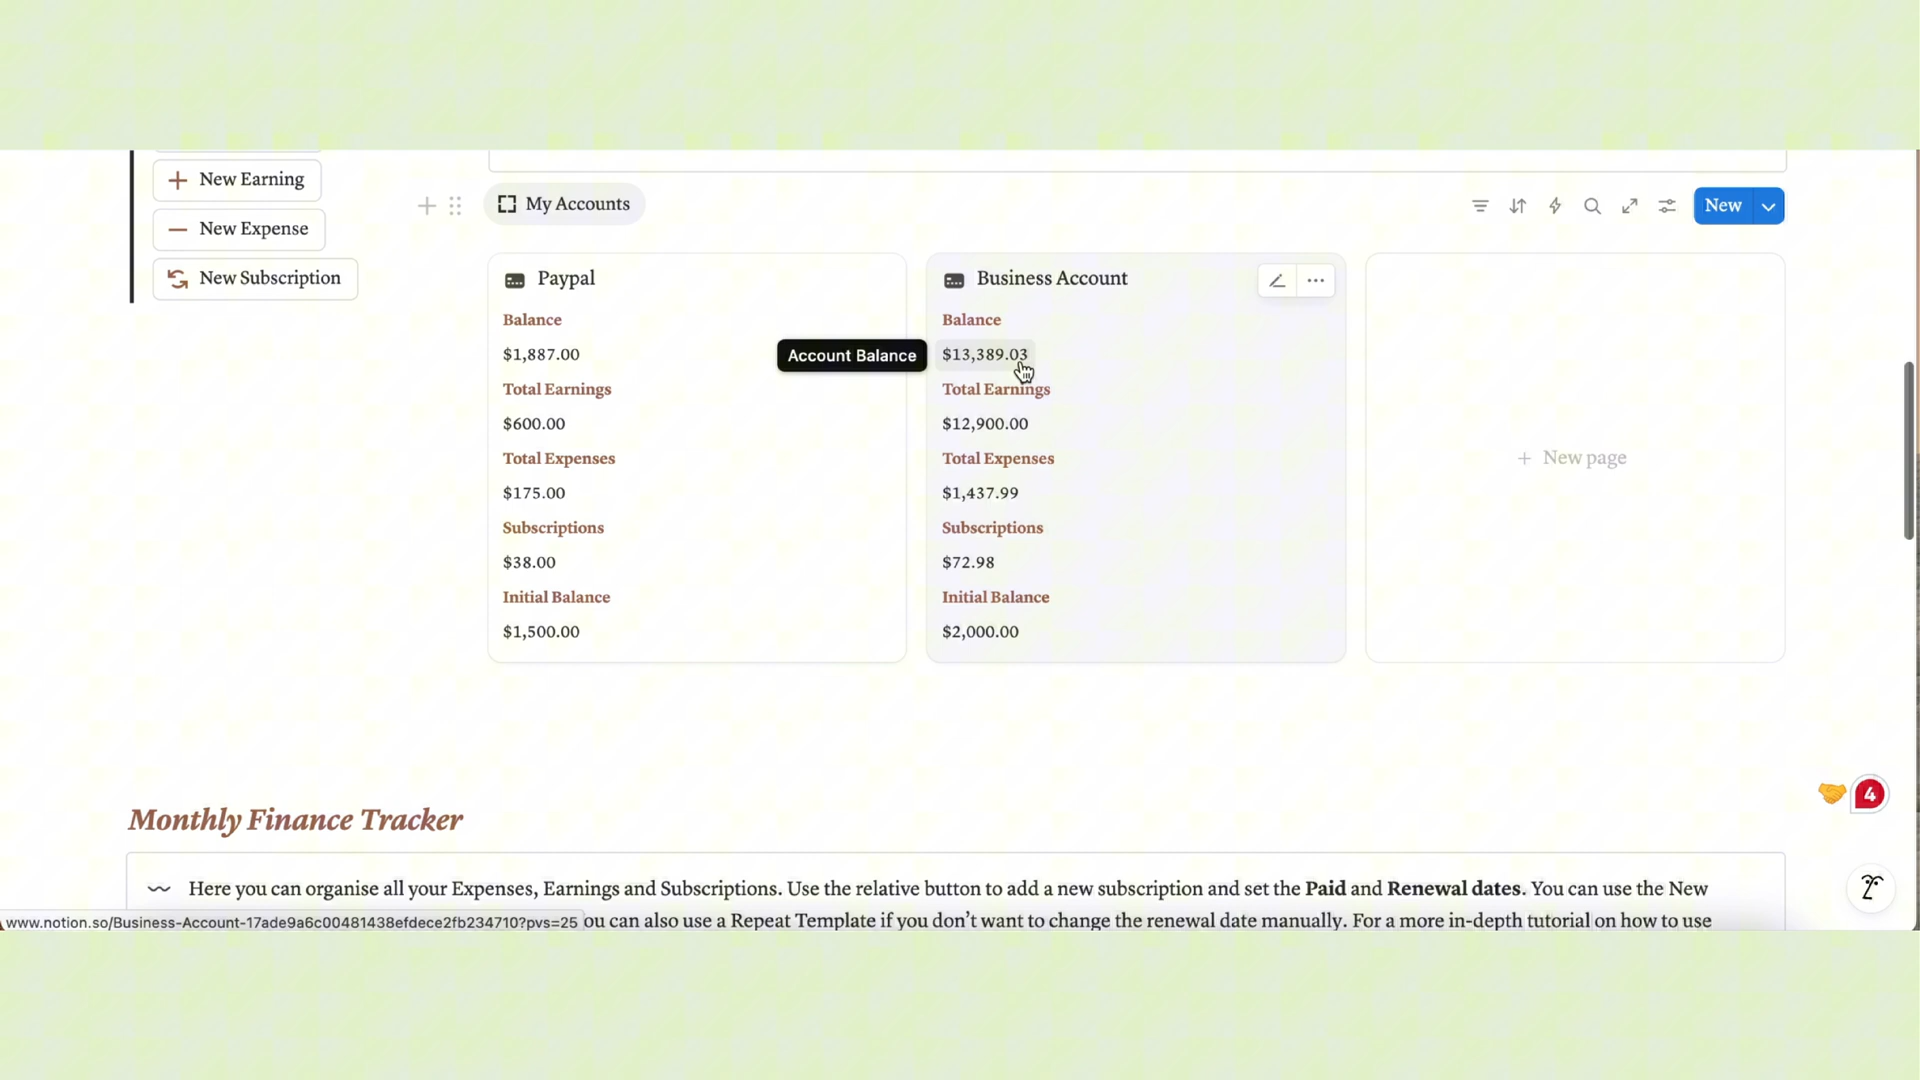 New Earning
New Expense
New Subscription
My Accounts
New
Paypal
Balance
$1,887.00
Total Earnings
$600.00
Total Expenses
$175.00
Subscriptions
$38.00
Initial Balance
$1,500.00
Account Balance
Business Account
Balance
$13,389.03
Total Earnings
$12,900.00
Total Expenses
$1,437.99
Subscriptions
$72.98
Initial Balance
$2,000.00
+ New page
4
Monthly Finance Tracker
Here you can organise all your Expenses, Earnings and Subscriptions. Use the relative button to add a new subscription and set the Paid and Renewal dates. You can use the New
ou can also use a Repeat Template if you don’t want to change the renewal date manually. For a more in-depth tutorial on how to use
www.notion.so/Business-Account-17ade9a6c00481438efdece2fb234710?pvs=25